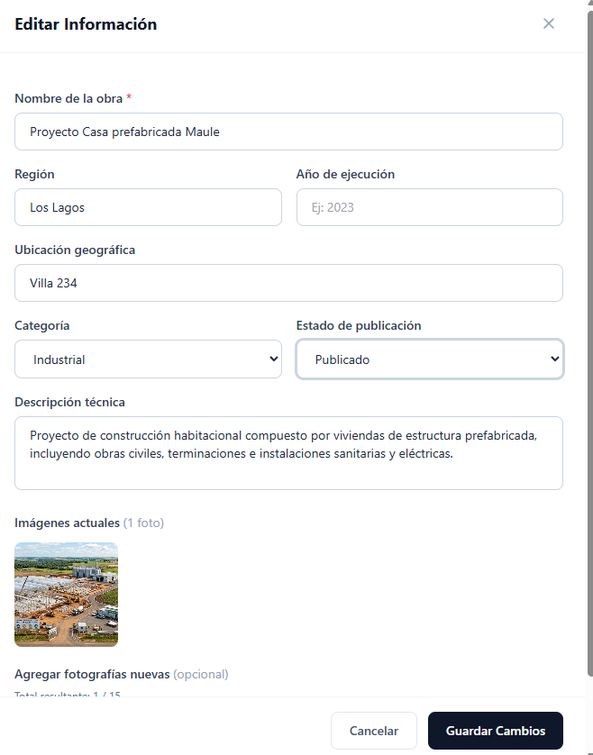 Editar Información
Nombre de la obra *
Proyecto Casa prefabricada Maule
Región
Año de ejecución
Los Lagos
Ej: 2023
Ubicación geográfica
Villa 234
Categoría
Estado de publicación
Industrial
Publicado
Descripción técnica
Proyecto de construcción habitacional compuesto por viviendas de estructura prefabricada,
incluyendo obras civiles, terminaciones e instalaciones sanitarias y eléctricas.
Imágenes actuales (1 foto)
Agregar fotografías nuevas (opcional)
Total resultante: 1 / 15
Cancelar
Guardar Cambios